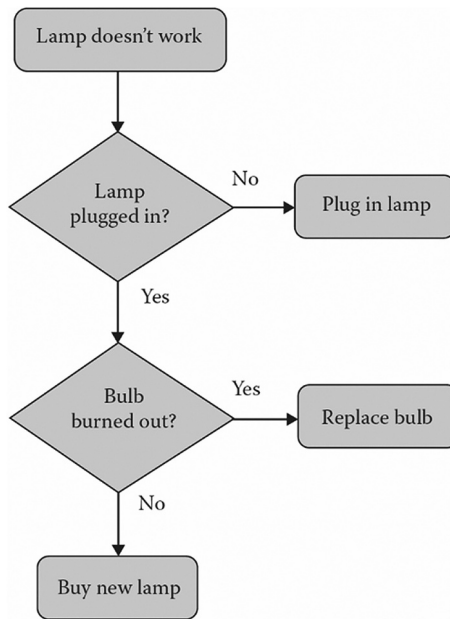 Lamp doesn't work
Lamp
plugged in?
No
Plug in lamp
Yes
Bulb
burned out?
Yes
Replace bulb
No
Buy new lamp